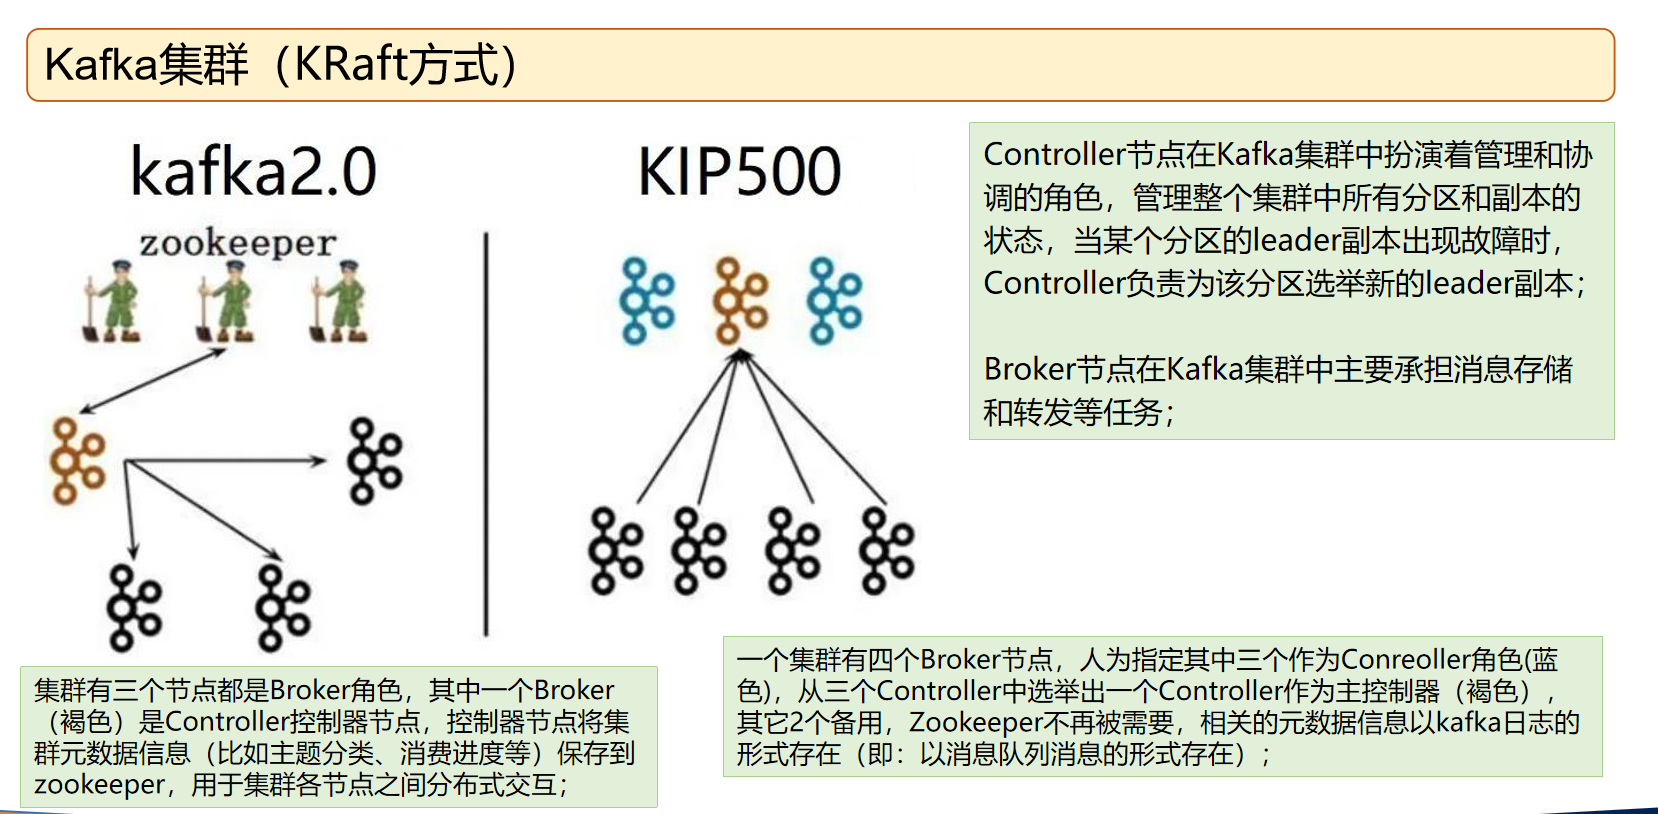 Kafka集群（KRaft方式）
kafka2.0
zookeeper
集群有三个节点都是Broker角色，其中一个Broker
（褐色）是Controller控制器节点，控制器节点将集
群元数据信息（比如主题分类、消费进度等）保存到
zookeeper，用于集群各节点之间分布式交互；
KIP500
Controller节点在Kafka集群中扮演着管理和协
调的角色，管理整个集群中所有分区和副本的
状态，当某个分区的leader副本出现故障时，
Controller负责为该分区选举新的leader副本；
Broker节点在Kafka集群中主要承担消息存储
和转发等任务；
一个集群有四个Broker节点，人为指定其中三个作为Conreoller角色(蓝
色)，从三个Controller中选举出一个Controller作为主控制器（褐色），
其它2个备用，Zookeeper不再被需要，相关的元数据信息以kafka日志的
形式存在（即：以消息队列消息的形式存在）；